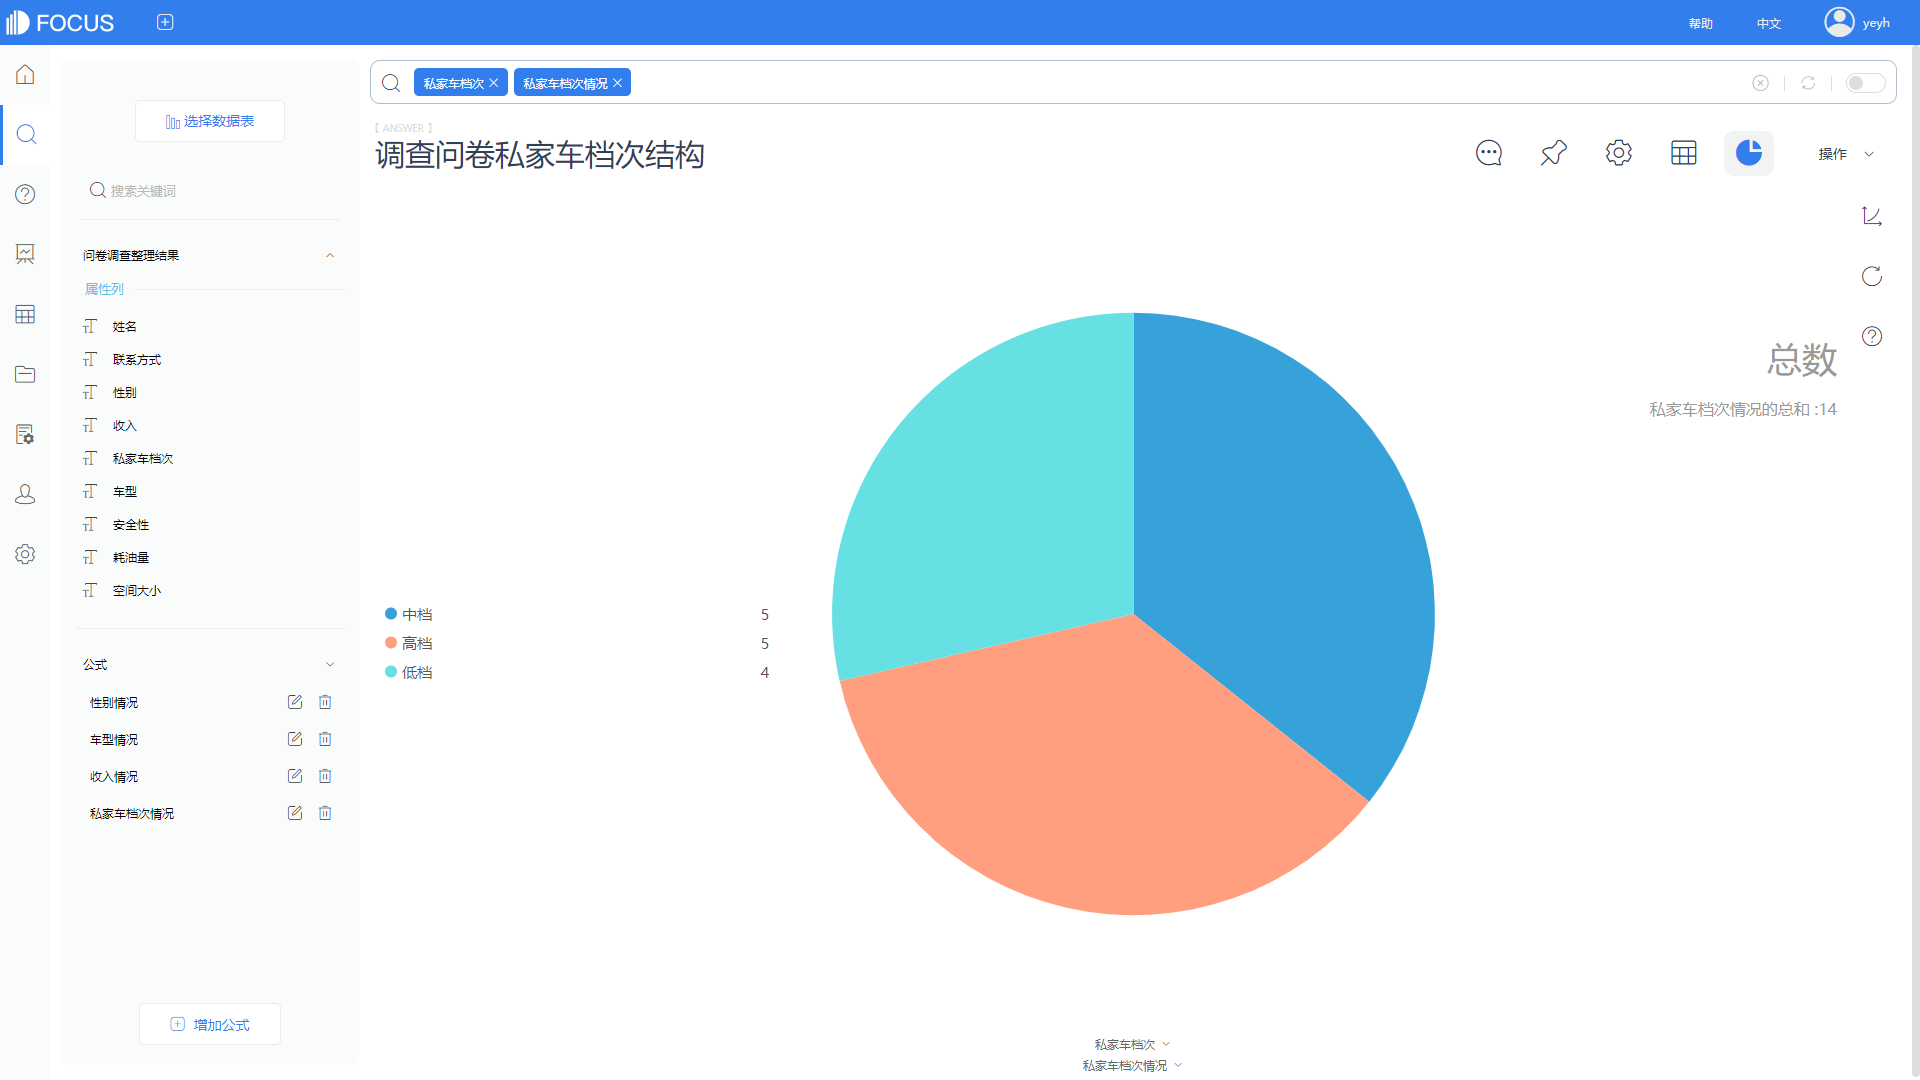 FOCUS
帮助
中文
yeyh
选择数据表
搜索关键词
问卷调查整理结果
属性列
姓名
联系方式
性别
收入
私家车档次
车型
安全性
耗油量
空间大小
公式
性别情况
车型情况
收入情况
私家车档次情况
增加公式
私家车档次 私家车档次情况
【 ANSWER 】
调查问卷私家车档次结构
操作
总数
私家车档次情况的总和 :14
中档 5
高档 5
低档 4
私家车档次
私家车档次情况